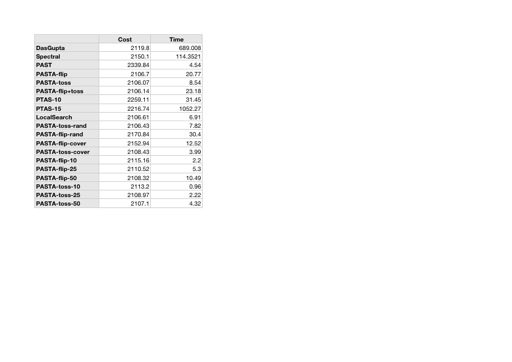 Cost Time
DasGupta 2119.8 689.008
Spectral 2150.1 114.3521
PAST 2339.84 4.54
PASTA-flip 2106.7 20.77
PASTA-toss 2106.07 8.54
PASTA-flip+toss 2106.14 23.18
PTAS-10 2259.11 31.45
PTAS-15 2216.74 1052.27
LocalSearch 2106.61 6.91
PASTA-toss-rand 2106.43 7.82
PASTA-flip-rand 2170.84 30.4
PASTA-flip-cover 2152.94 12.52
PASTA-toss-cover 2108.43 3.99
PASTA-flip-10 2115.16 2.2
PASTA-flip-25 2110.52 5.3
PASTA-flip-50 2108.32 10.49
PASTA-toss-10 2113.2 0.96
PASTA-toss-25 2108.97 2.22
PASTA-toss-50 2107.1 4.32